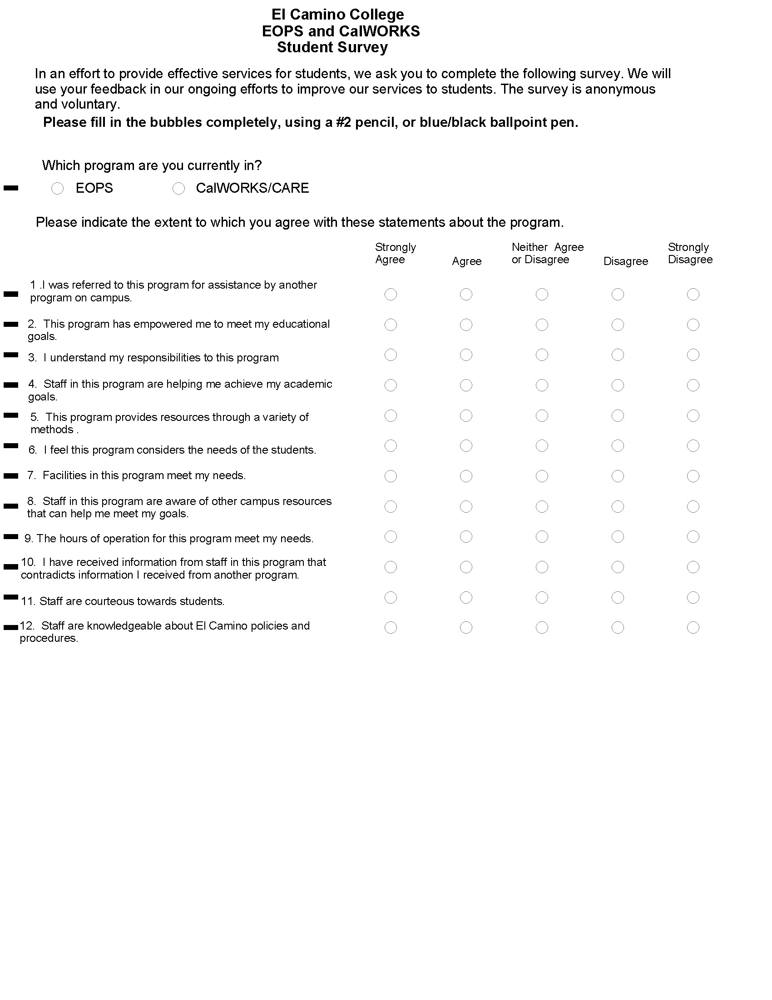 El Camino College
EOPS and CalWORKS
Student Survey
In an effort to provide effective services for students, we ask you to complete the following survey. We will
use your feedback in our ongoing efforts to improve our services to students. The survey is anonymous
and voluntary.
Please fill in the bubbles completely, using a #2 pencil, or blue/black ballpoint pen.
Which program are you currently in?
EOPS CalWORKS/CARE
Please indicate the extent to which you agree with these statements about the program.
Strongly Agree
Agree
Neither Agree or Disagree
Disagree
Strongly Disagree
1 .I was referred to this program for assistance by another
program on campus.
2. This program has empowered me to meet my educational
goals.
3. I understand my responsibilities to this program
4. Staff in this program are helping me achieve my academic
goals.
5. This program provides resources through a variety of
methods .
6. I feel this program considers the needs of the students.
7. Facilities in this program meet my needs.
8. Staff in this program are aware of other campus resources
that can help me meet my goals.
9. The hours of operation for this program meet my needs.
10. I have received information from staff in this program that
contradicts information I received from another program.
11. Staff are courteous towards students.
12. Staff are knowledgeable about El Camino policies and
procedures.